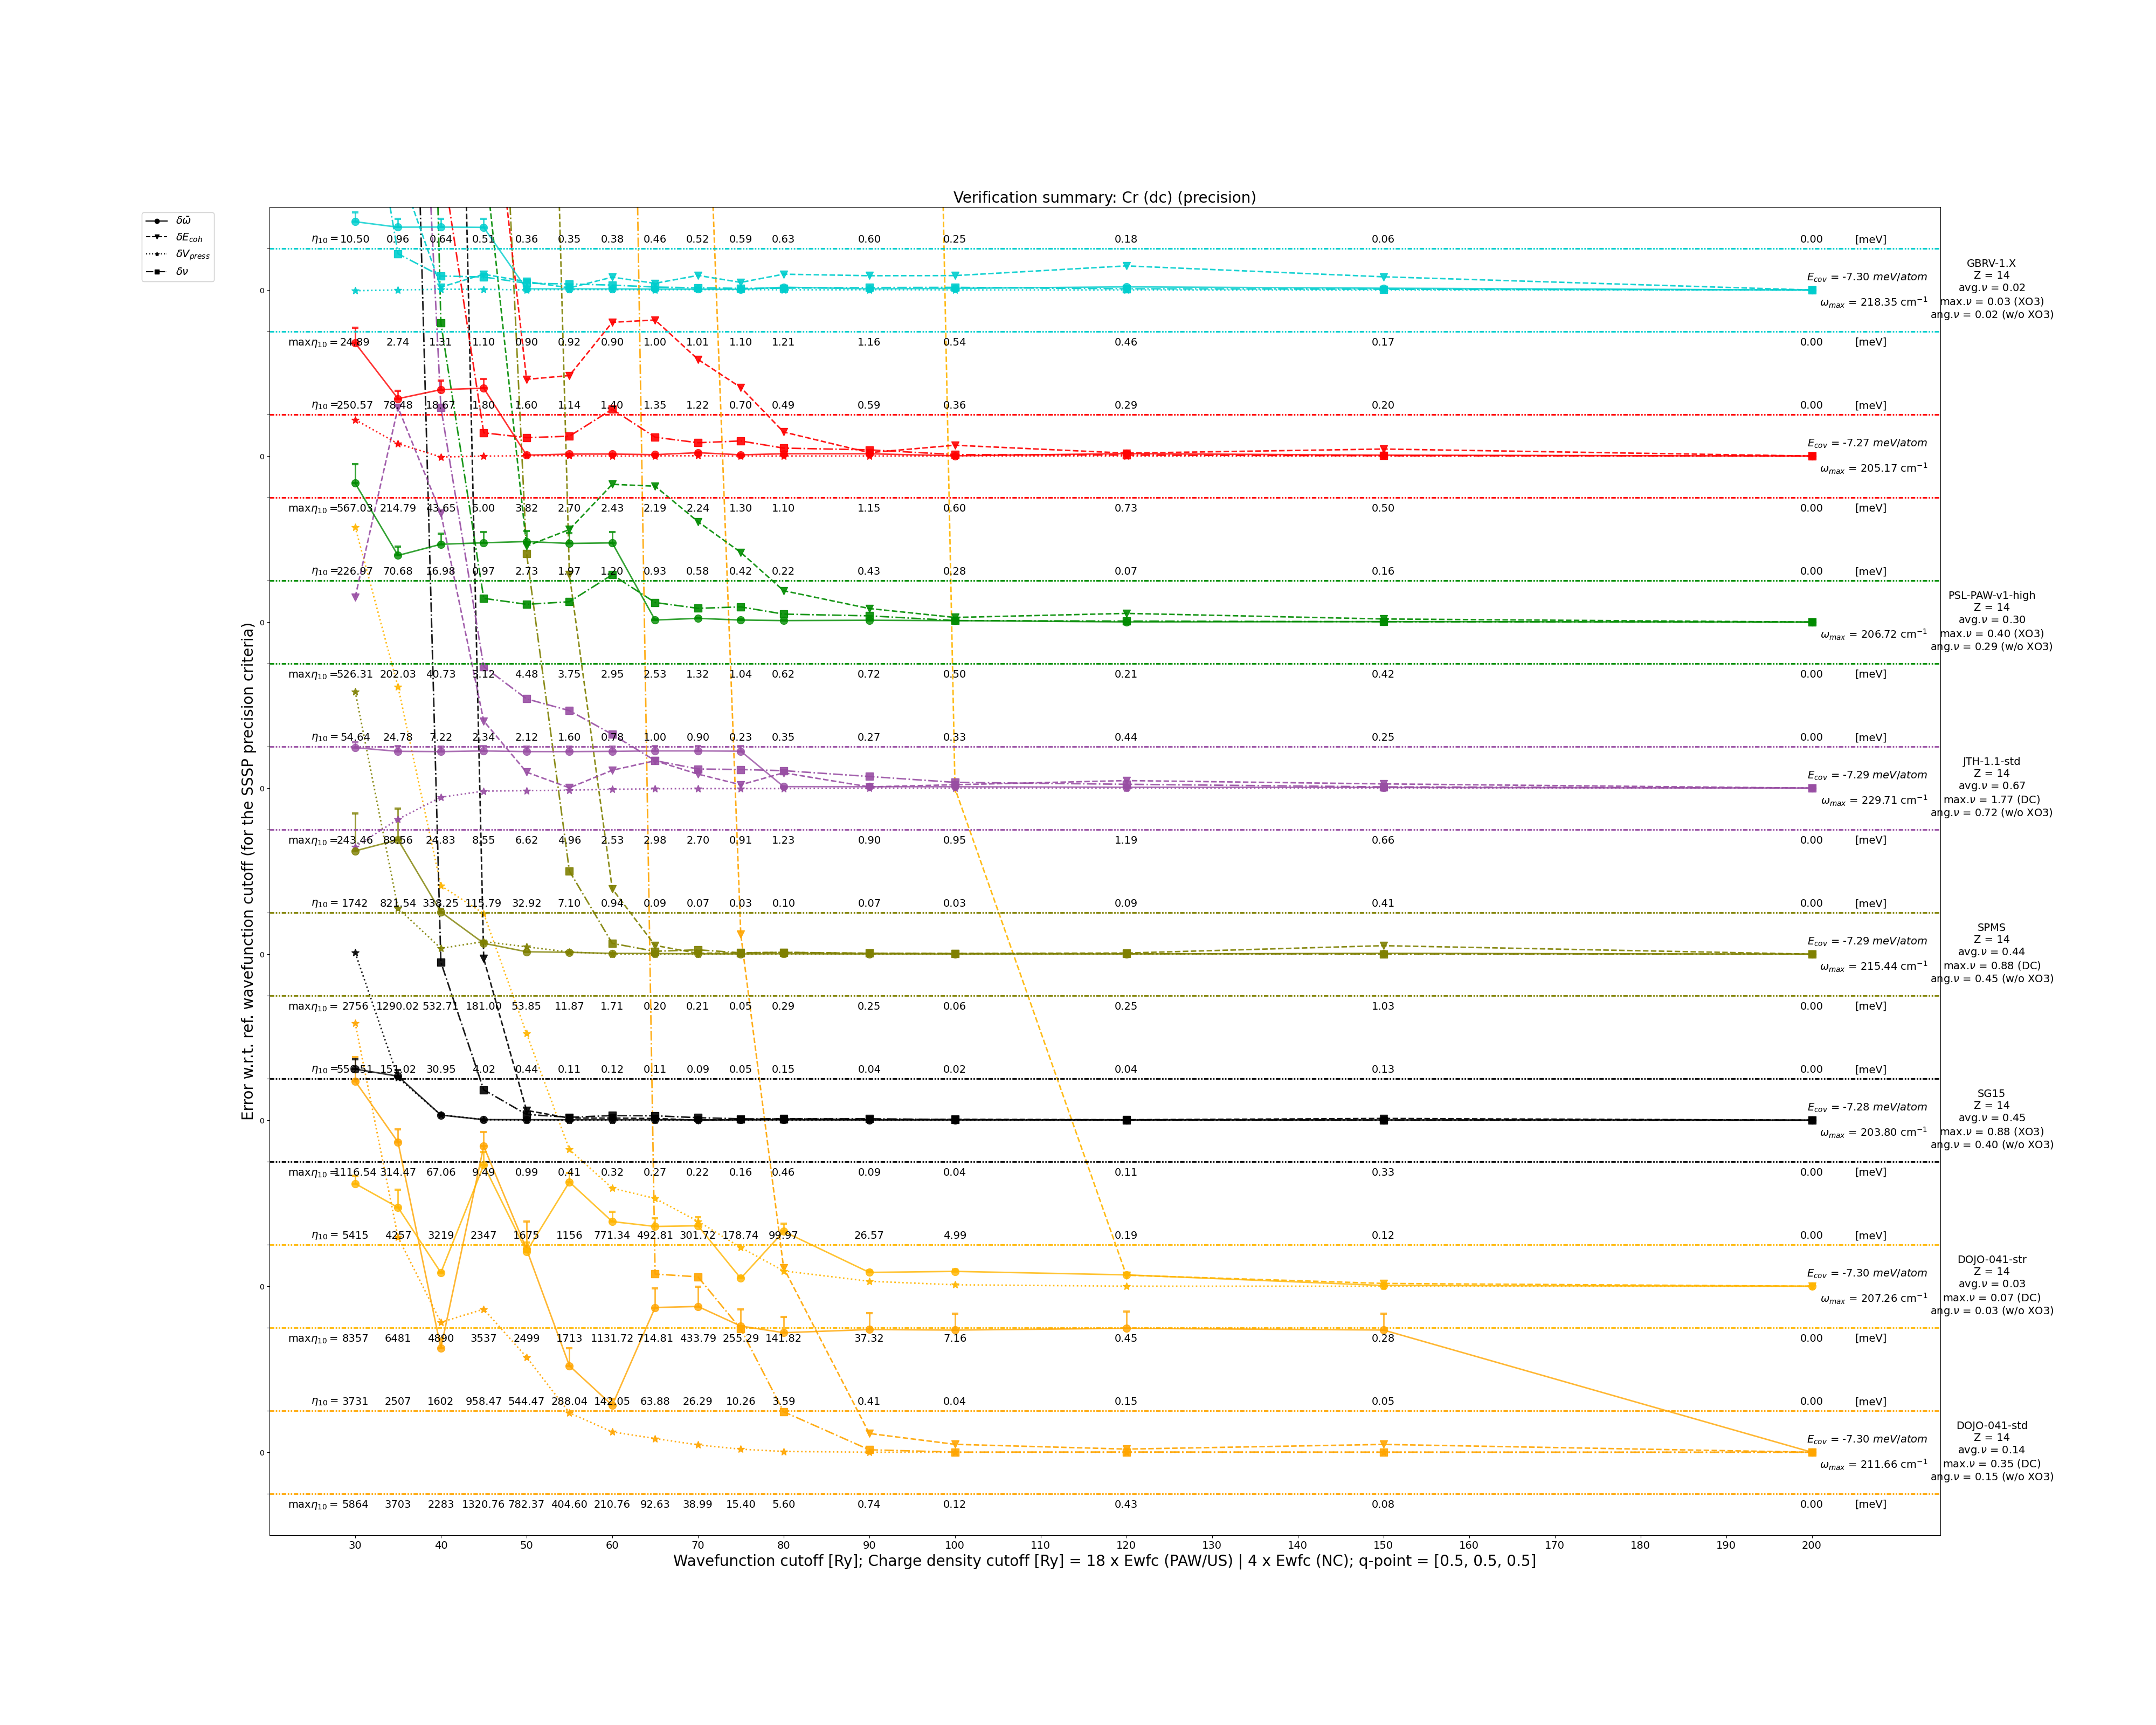 Verification summary: Cr (dc) (precision)
δω̄
δE_coh
δV_press
δν
Error w.r.t. ref. wavefunction cutoff (for the SSSP precision criteria)
η₁₀ = 10.50 0.96 0.64 0.51 0.36 0.35 0.38 0.46 0.52 0.59 0.63 0.60 0.25 0.18 0.06 0.00 [meV]
0
E_cov = -7.30 meV/atom
ω_max = 218.35 cm⁻¹
GBRV-1.X
Z = 14
avg.ν = 0.02
max.ν = 0.03 (XO3)
ang.ν = 0.02 (w/o XO3)
maxη₁₀ = 24.89 2.74 1.31 1.10 0.90 0.92 0.90 1.00 1.01 1.10 1.21 1.16 0.54 0.46 0.17 0.00 [meV]
η₁₀ = 250.57 78.48 18.67 1.80 1.60 1.14 1.40 1.35 1.22 0.70 0.49 0.59 0.36 0.29 0.20 0.00 [meV]
0
E_cov = -7.27 meV/atom
ω_max = 205.17 cm⁻¹
maxη₁₀ = 567.03 214.79 43.65 5.00 3.82 2.70 2.43 2.19 2.24 1.30 1.10 1.15 0.60 0.73 0.50 0.00 [meV]
η₁₀ = 226.97 70.68 16.98 0.97 2.73 1.97 1.20 0.93 0.58 0.42 0.22 0.43 0.28 0.07 0.16 0.00 [meV]
0
ω_max = 206.72 cm⁻¹
PSL-PAW-v1-high
Z = 14
avg.ν = 0.30
max.ν = 0.40 (XO3)
ang.ν = 0.29 (w/o XO3)
maxη₁₀ = 526.31 202.03 40.73 3.12 4.48 3.75 2.95 2.53 1.32 1.04 0.62 0.72 0.50 0.21 0.42 0.00 [meV]
η₁₀ = 54.64 24.78 7.22 2.34 2.12 1.60 0.78 1.00 0.90 0.23 0.35 0.27 0.33 0.44 0.25 0.00 [meV]
0
E_cov = -7.29 meV/atom
ω_max = 229.71 cm⁻¹
JTH-1.1-std
Z = 14
avg.ν = 0.67
max.ν = 1.77 (DC)
ang.ν = 0.72 (w/o XO3)
maxη₁₀ = 243.46 89.56 24.83 8.55 6.62 4.96 2.53 2.98 2.70 0.91 1.23 0.90 0.95 1.19 0.66 0.00 [meV]
η₁₀ = 1742 821.54 338.25 115.79 32.92 7.10 0.94 0.09 0.07 0.03 0.10 0.07 0.03 0.09 0.41 0.00 [meV]
0
E_cov = -7.29 meV/atom
ω_max = 215.44 cm⁻¹
SPMS
Z = 14
avg.ν = 0.44
max.ν = 0.88 (DC)
ang.ν = 0.45 (w/o XO3)
maxη₁₀ = 2756 1290.02 532.71 181.00 53.85 11.87 1.71 0.20 0.21 0.05 0.29 0.25 0.06 0.25 1.03 0.00 [meV]
η₁₀ = 30.95 4.02 0.44 0.11 0.12 0.11 0.09 0.05 0.15 0.04 0.02 0.04 0.13 0.00 [meV]
0
E_cov = -7.28 meV/atom
ω_max = 203.80 cm⁻¹
SG15
Z = 14
avg.ν = 0.45
max.ν = 0.88 (XO3)
ang.ν = 0.40 (w/o XO3)
maxη₁₀ = 1116.54 314.47 67.06 9.49 0.99 0.41 0.32 0.27 0.22 0.16 0.46 0.09 0.04 0.11 0.33 0.00 [meV]
η₁₀ = 5415 4257 3219 2347 1675 1156 771.34 492.81 301.72 178.74 99.97 26.57 4.99 0.19 0.12 0.00 [meV]
0
E_cov = -7.30 meV/atom
ω_max = 207.26 cm⁻¹
DOJO-041-str
Z = 14
avg.ν = 0.03
max.ν = 0.07 (DC)
ang.ν = 0.03 (w/o XO3)
maxη₁₀ = 8357 6481 4890 3537 2499 1713 1131.72 714.81 433.79 255.29 141.82 37.32 7.16 0.45 0.28 0.00 [meV]
η₁₀ = 3731 2507 1602 958.47 544.47 288.04 142.05 63.88 26.29 10.26 3.59 0.41 0.04 0.15 0.05 0.00 [meV]
0
E_cov = -7.30 meV/atom
ω_max = 211.66 cm⁻¹
DOJO-041-std
Z = 14
avg.ν = 0.14
max.ν = 0.35 (DC)
ang.ν = 0.15 (w/o XO3)
maxη₁₀ = 5864 3703 2283 1320.76 782.37 404.60 210.76 92.63 38.99 15.40 5.60 0.74 0.12 0.43 0.08 0.00 [meV]
30 40 50 60 70 80 90 100 110 120 130 140 150 160 170 180 190 200
Wavefunction cutoff [Ry]; Charge density cutoff [Ry] = 18 x Ewfc (PAW/US) | 4 x Ewfc (NC); q-point = [0.5, 0.5, 0.5]